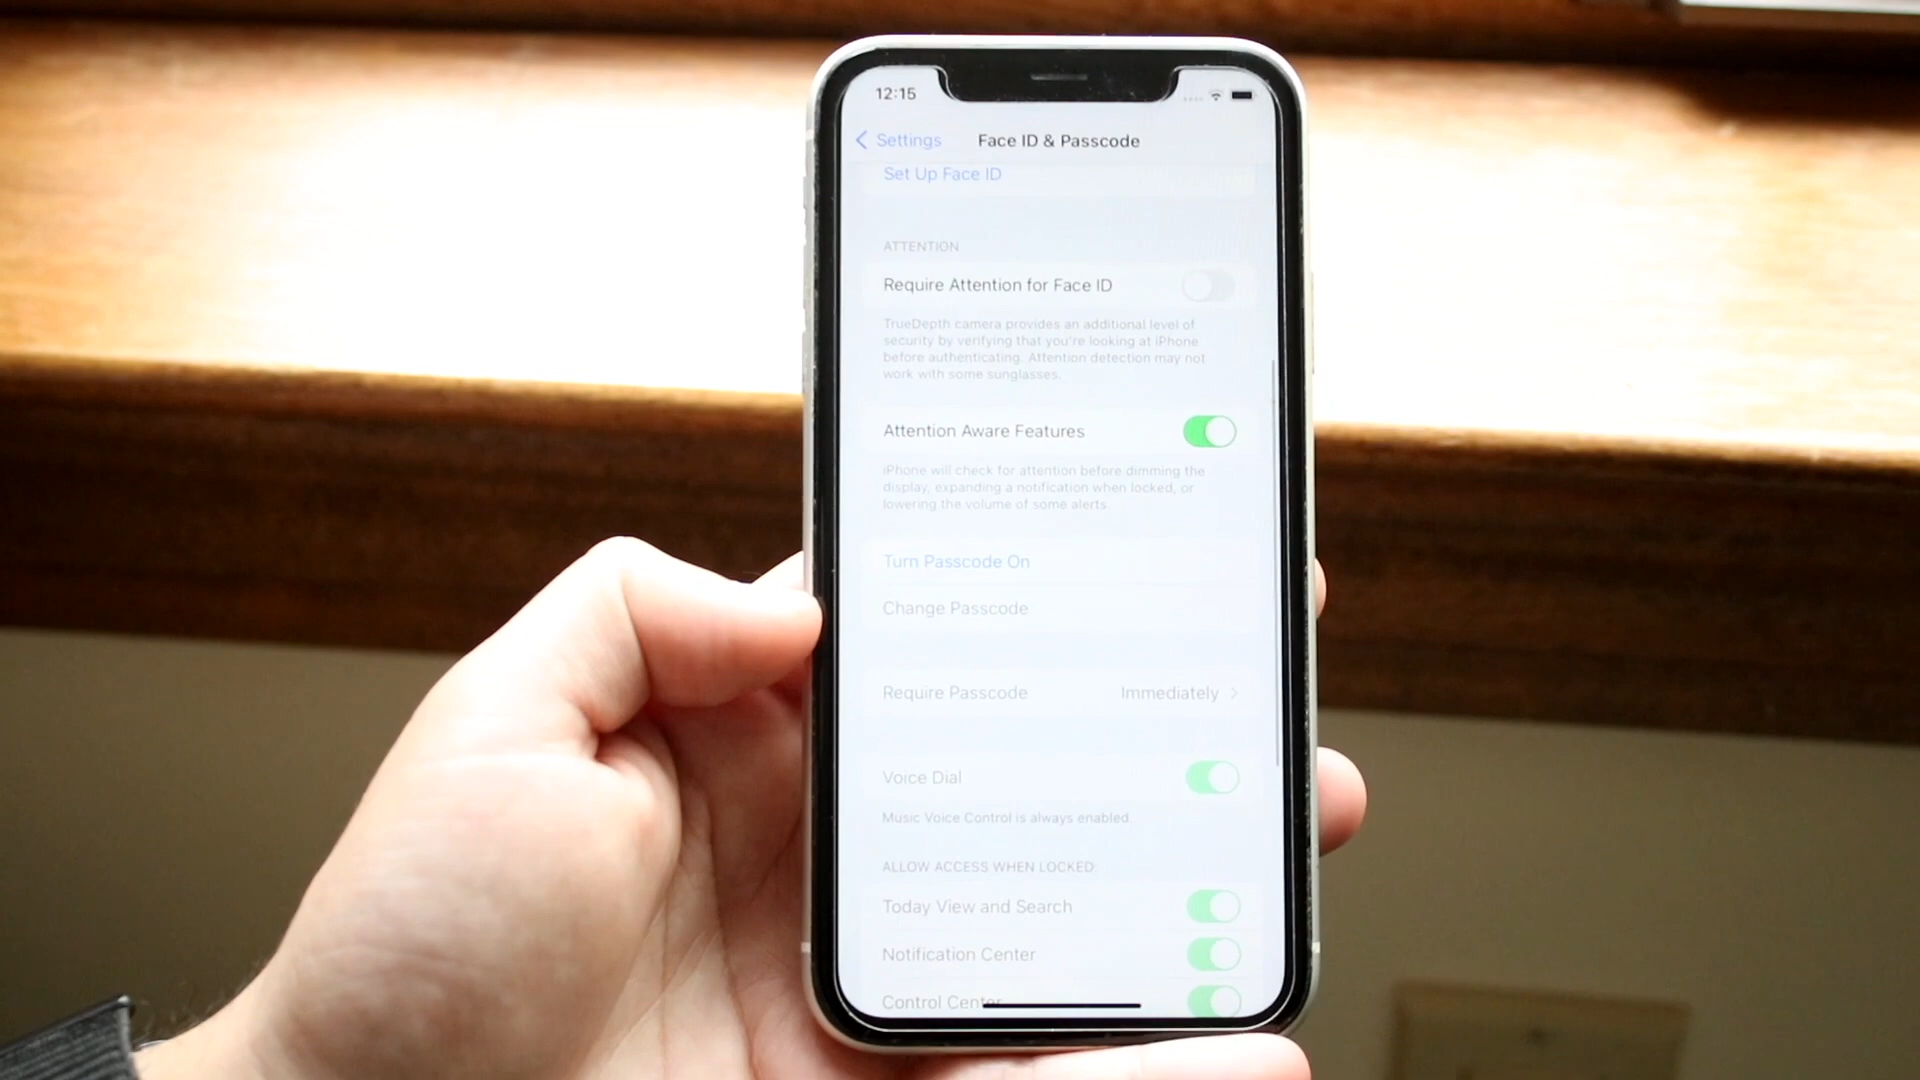 12:15
Settings
Face ID & Passcode
Set Up Face ID
ATTENTION
Require Attention for Face ID
TrueDepth camera provides an additional level of
security by verifying that you're looking at iPhone
before authenticating. Attention detection may not
work with some sunglasses.
Attention Aware Features
iPhone will check for attention before dimming the
display, expanding a notification when locked, or
lowering the volume of some alerts.
Turn Passcode On
Change Passcode
Require Passcode Immediately
Voice Dial
Music Voice Control is always enabled.
ALLOW ACCESS WHEN LOCKED:
Today View and Search
Notification Center
Control Center